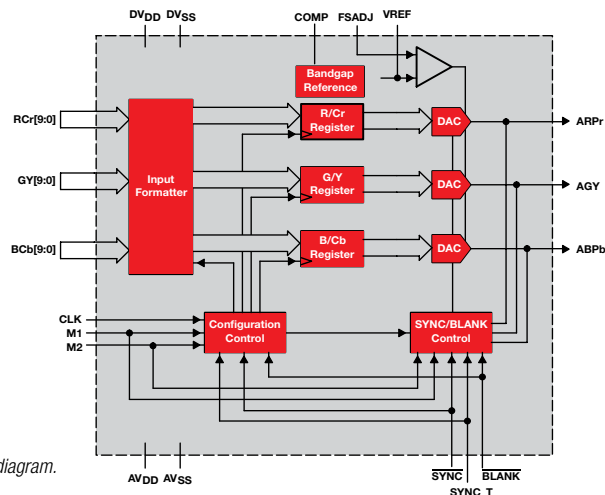 DVDD DVSS
COMP FSADJ VREF
Bandgap
Reference
RCr[9:0]
R/Cr
Register
DAC
ARPr
Input
Formatter
GY[9:0]
G/Y
Register
DAC
AGY
BCb[9:0]
B/Cb
Register
DAC
ABPb
CLK
M1
M2
Configuration
Control
SYNC/BLANK
Control
diagram.
AVDD AVSS
SYNC BLANK
SYNC_T